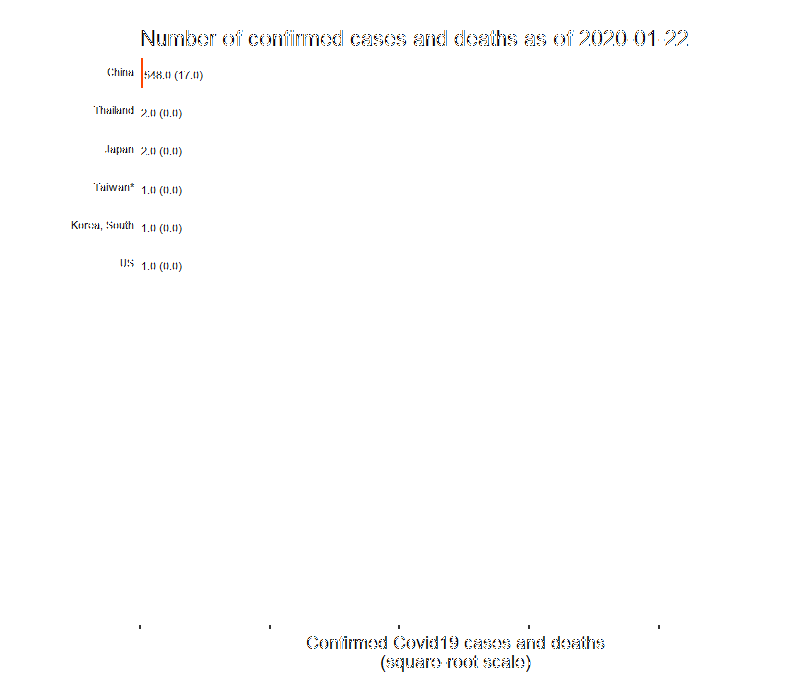 Number of confirmed cases and deaths as of 2020-01-22
China 548.0 (17.0)
Thailand 2.0 (0.0)
Japan 2.0 (0.0)
Taiwan* 1.0 (0.0)
Korea, South 1.0 (0.0)
US 1.0 (0.0)
Confirmed Covid19 cases and deaths
(square-root scale)